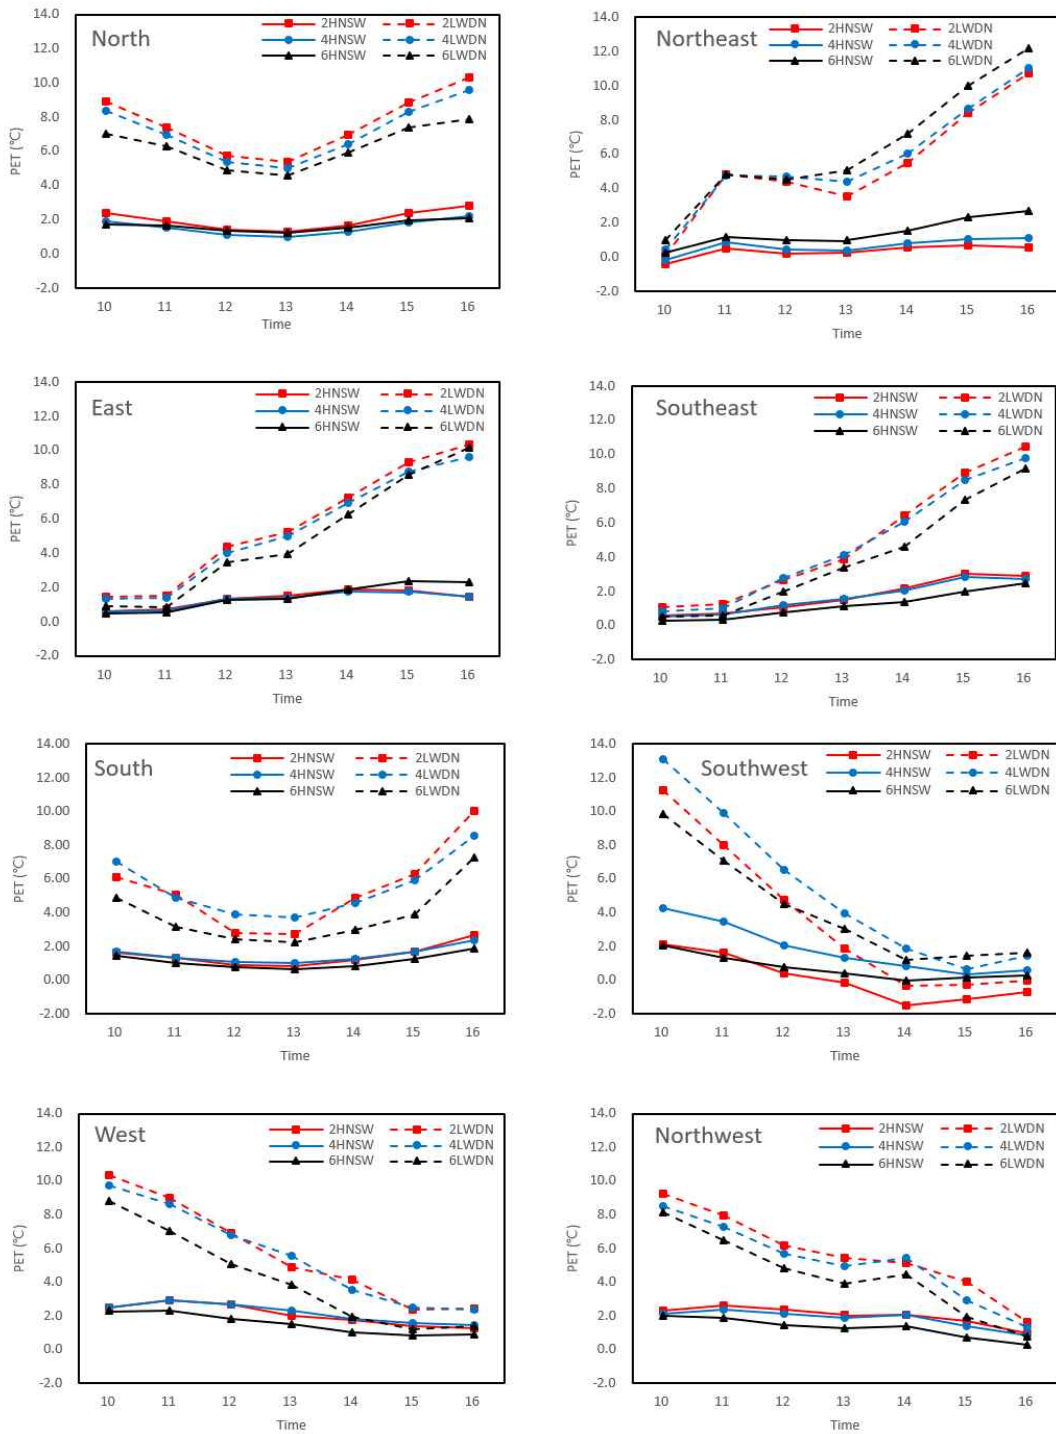 North
2HNSW 2LWDN
4HNSW 4LWDN
6HNSW 6LWDN
14.0
12.0
10.0
8.0
6.0
4.0
2.0
0.0
-2.0
PET (°C)
10 11 12 13 14 15 16
Time
Northeast
2HNSW 2LWDN
4HNSW 4LWDN
6HNSW 6LWDN
14.0
12.0
10.0
8.0
6.0
4.0
2.0
0.0
-2.0
PET (°C)
10 11 12 13 14 15 16
Time
East
2HNSW 2LWDN
4HNSW 4LWDN
6HNSW 6LWDN
14.0
12.0
10.0
8.0
6.0
4.0
2.0
0.0
-2.0
PET (°C)
10 11 12 13 14 15 16
Time
Southeast
2HNSW 2LWDN
4HNSW 4LWDN
6HNSW 6LWDN
14.0
12.0
10.0
8.0
6.0
4.0
2.0
0.0
-2.0
PET (°C)
10 11 12 13 14 15 16
Time
South
2HNSW 2LWDN
4HNSW 4LWDN
6HNSW 6LWDN
14.00
12.00
10.00
8.00
6.00
4.00
2.00
0.00
-2.00
PET (°C)
10 11 12 13 14 15 16
Time
Southwest
2HNSW 2LWDN
4HNSW 4LWDN
6HNSW 6LWDN
14.0
12.0
10.0
8.0
6.0
4.0
2.0
0.0
-2.0
PET (°C)
10 11 12 13 14 15 16
Time
West
2HNSW 2LWDN
4HNSW 4LWDN
6HNSW 6LWDN
14.0
12.0
10.0
8.0
6.0
4.0
2.0
0.0
-2.0
PET (°C)
10 11 12 13 14 15 16
Time
Northwest
2HNSW 2LWDN
4HNSW 4LWDN
6HNSW 6LWDN
14.0
12.0
10.0
8.0
6.0
4.0
2.0
0.0
-2.0
PET (°C)
10 11 12 13 14 15 16
Time